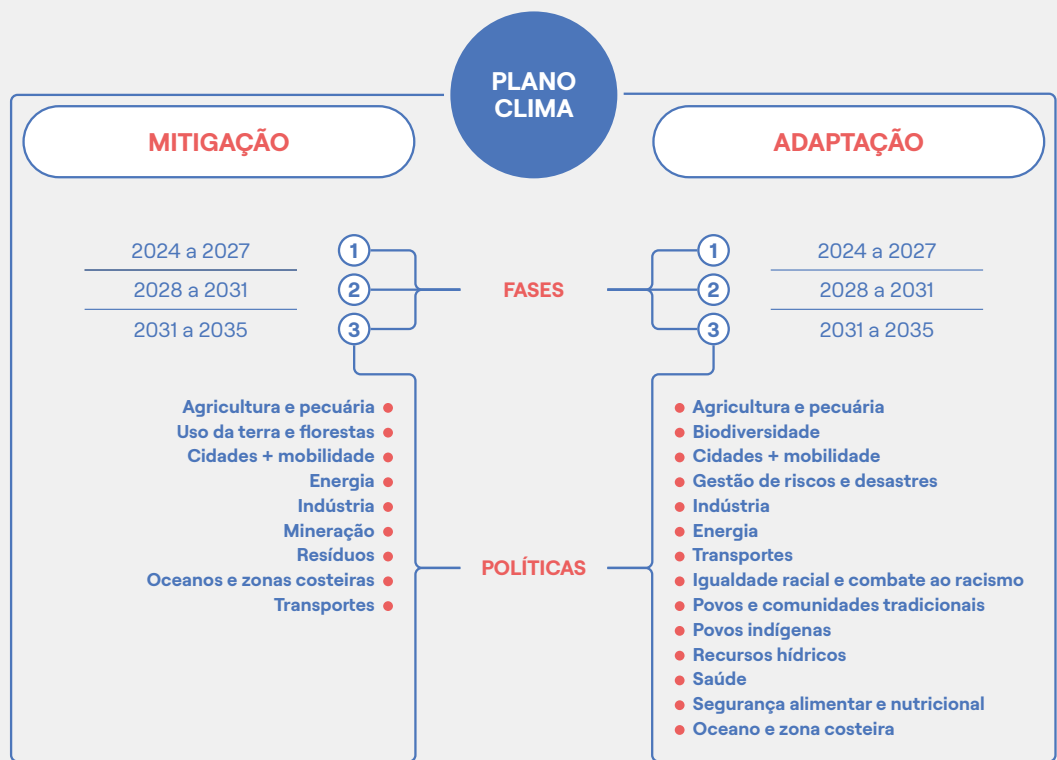 PLANO
CLIMA
MITIGAÇÃO
2024 a 2027
1
2028 a 2031
2
2031 a 2035
3
FASES
Agricultura e pecuária
Uso da terra e florestas
Cidades + mobilidade
Energia
Indústria
Mineração
Resíduos
Oceanos e zonas costeiras
Transportes
POLÍTICAS
ADAPTAÇÃO
1
2024 a 2027
2
2028 a 2031
3
2031 a 2035
Agricultura e pecuária
Biodiversidade
Cidades + mobilidade
Gestão de riscos e desastres
Indústria
Energia
Transportes
Igualdade racial e combate ao racismo
Povos e comunidades tradicionais
Povos indígenas
Recursos hídricos
Saúde
Segurança alimentar e nutricional
Oceano e zona costeira